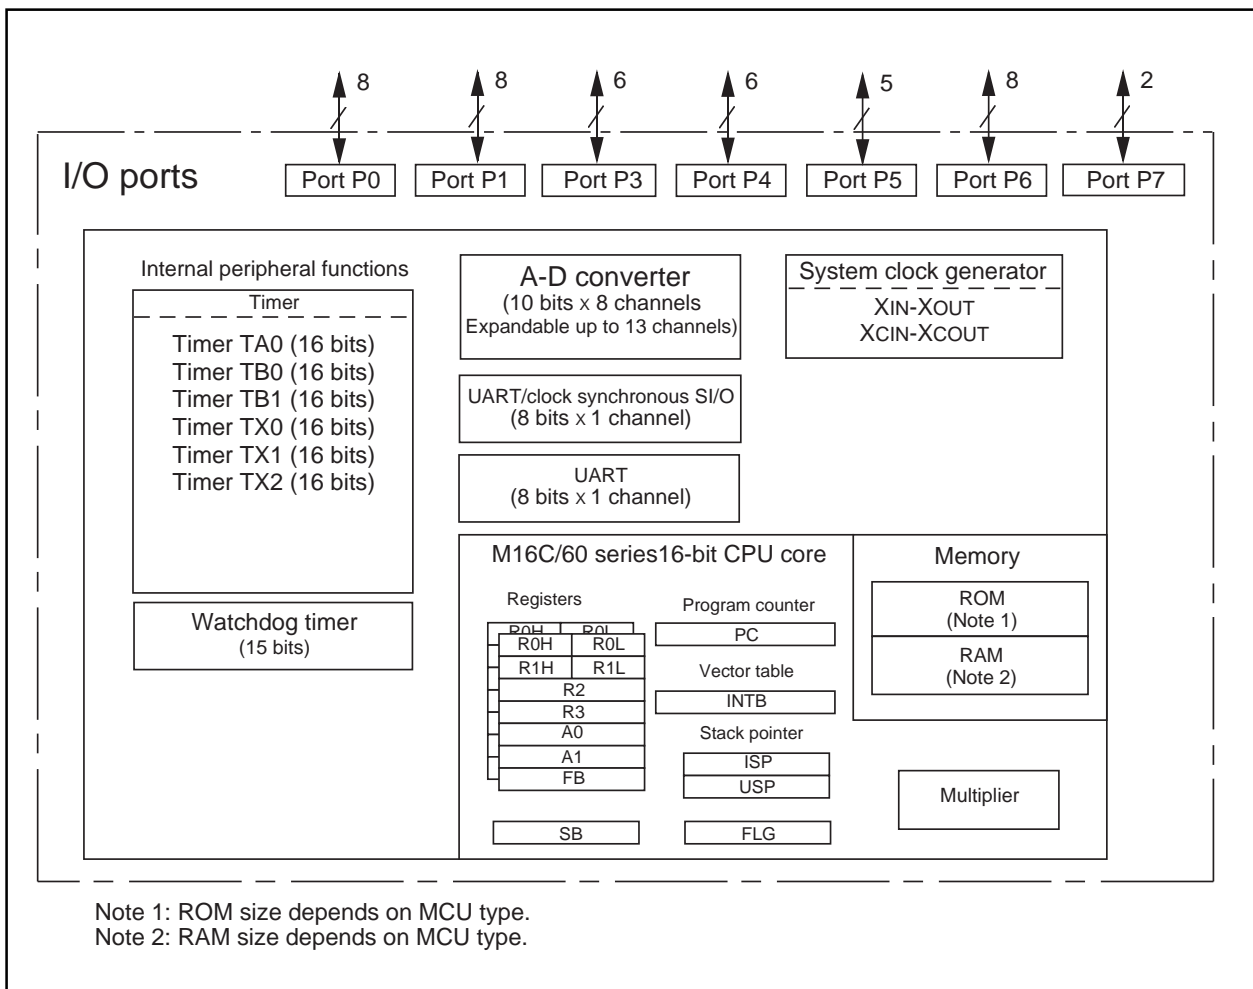 8 8 6 6 5 8 2
I/O ports
Port P0 Port P1 Port P3 Port P4 Port P5 Port P6 Port P7
Internal peripheral functions
Timer
Timer TA0 (16 bits)
Timer TB0 (16 bits)
Timer TB1 (16 bits)
Timer TX0 (16 bits)
Timer TX1 (16 bits)
Timer TX2 (16 bits)
Watchdog timer
(15 bits)
A-D converter
(10 bits x 8 channels
Expandable up to 13 channels)
UART/clock synchronous SI/O
(8 bits x 1 channel)
UART
(8 bits x 1 channel)
System clock generator
XIN-XOUT
XCIN-XCOUT
M16C/60 series16-bit CPU core
Registers
R0H R0L
R0H R0L
R1H R1L
R2
R3
A0
A1
FB
SB
Program counter
PC
Vector table
INTB
Stack pointer
ISP
USP
FLG
Memory
ROM
(Note 1)
RAM
(Note 2)
Multiplier
Note 1: ROM size depends on MCU type.
Note 2: RAM size depends on MCU type.